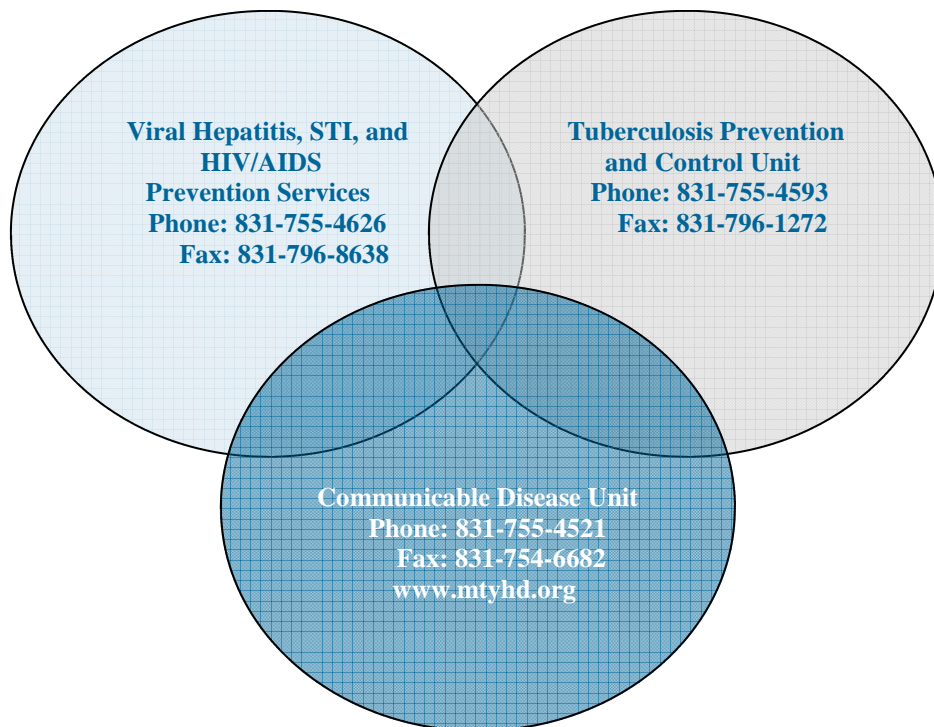 Viral Hepatitis, STI, and
HIV/AIDS
Prevention Services
Phone: 831-755-4626
Fax: 831-796-8638
Tuberculosis Prevention
and Control Unit
Phone: 831-755-4593
Fax: 831-796-1272
Communicable Disease Unit
Phone: 831-755-4521
Fax: 831-754-6682
www.mtyhd.org